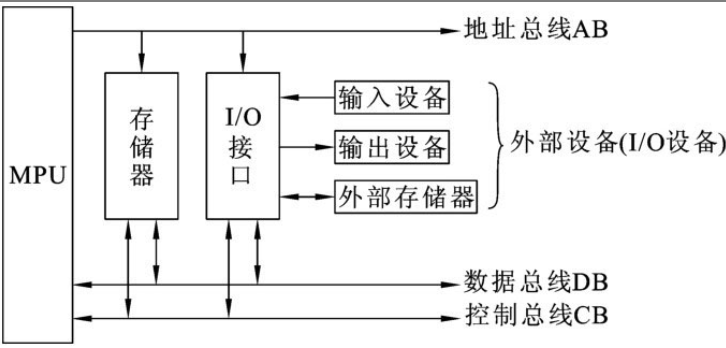 地址总线AB
存储器
I/O接口
输入设备
输出设备
外部存储器
外部设备(I/O设备)
MPU
数据总线DB
控制总线CB